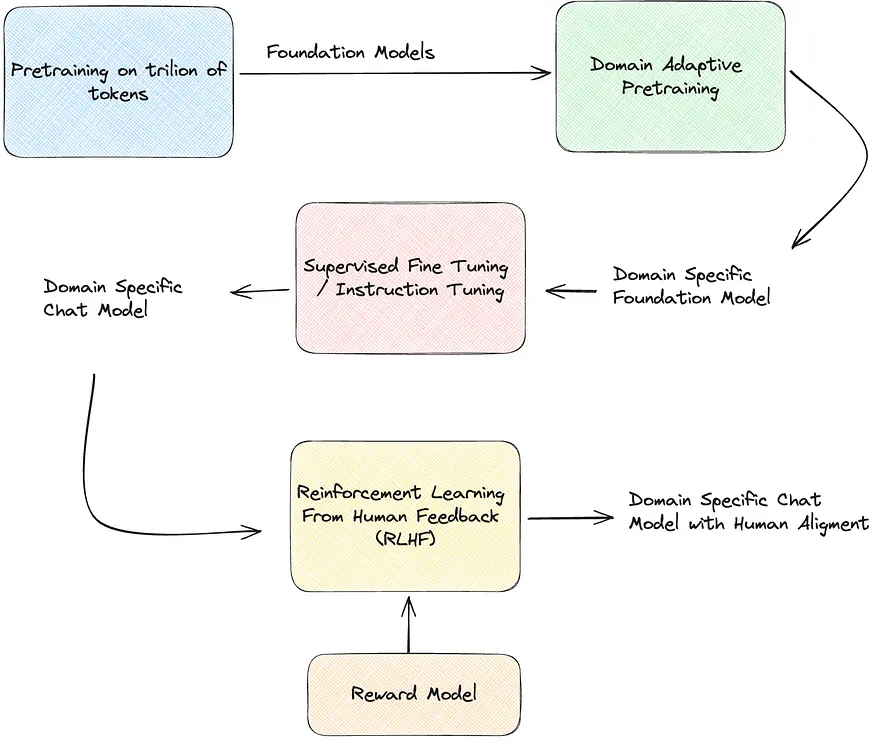 Pretraining on trilion of
tokens
Foundation Models
Domain Adaptive
Pretraining
Domain Specific
Foundation Model
Supervised Fine Tuning
/ Instruction Tuning
Domain Specific
Chat Model
Reinforcement Learning
From Human Feedback
(RLHF)
Domain Specific Chat
Model with Human Aligment
Reward Model